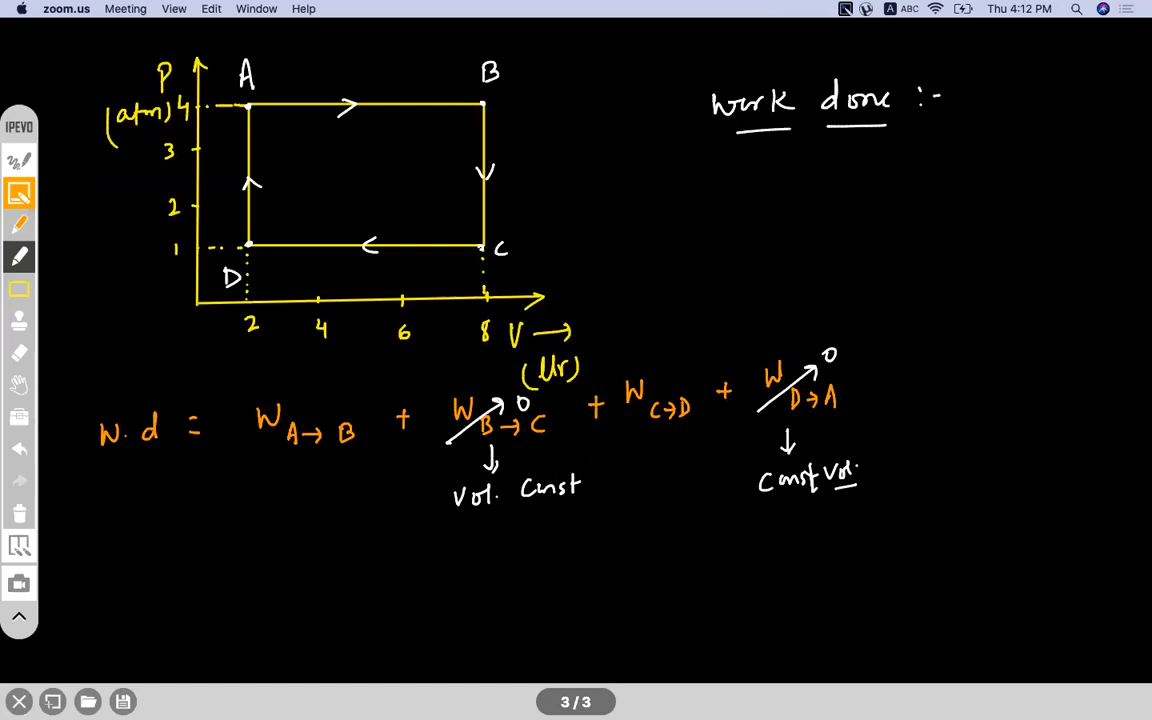 zoom.us Meeting View Edit Window Help ABC Thu 4:12 PM
IPEVO
work done :-
P
(atm)
4
3
2
1
A
B
C
D
2 4 6 8 V →
(ltr)
W.d = W A→B + W B→C 0 + W C→D + W D→A 0
↓ ↓
Vol. Const
Const Vol.
3/3